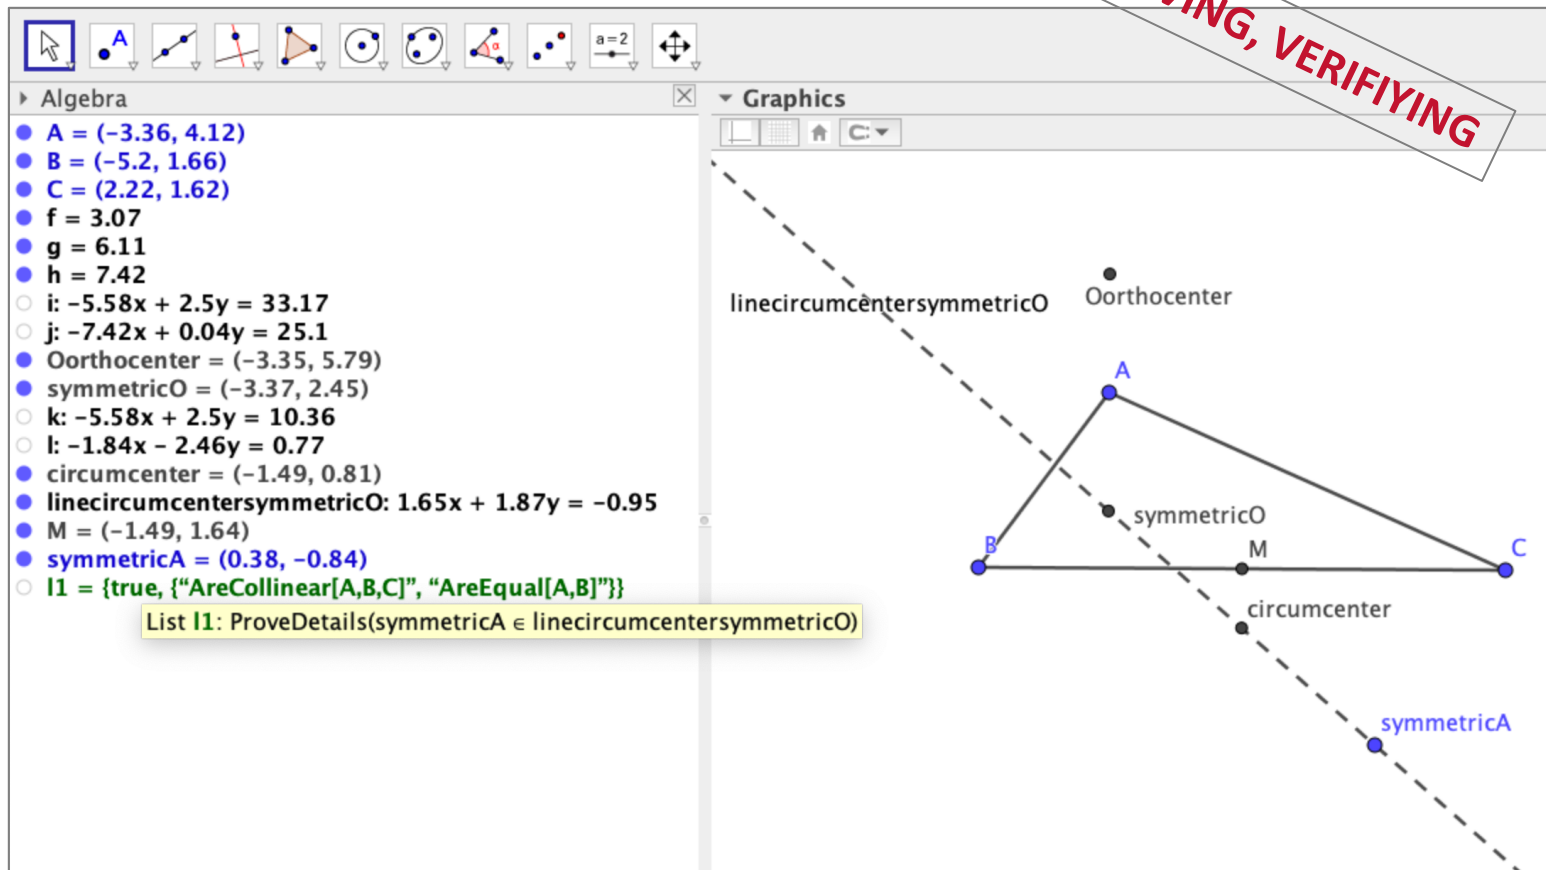 A
α
a=2
VING, VERIFIYING
Algebra
Graphics
A = (−3.36, 4.12)
B = (−5.2, 1.66)
C = (2.22, 1.62)
f = 3.07
g = 6.11
h = 7.42
i: −5.58x + 2.5y = 33.17
j: −7.42x + 0.04y = 25.1
Oorthocenter = (−3.35, 5.79)
symmetricO = (−3.37, 2.45)
k: −5.58x + 2.5y = 10.36
l: −1.84x − 2.46y = 0.77
circumcenter = (−1.49, 0.81)
linecircumcentersymmetricO: 1.65x + 1.87y = −0.95
M = (−1.49, 1.64)
symmetricA = (0.38, −0.84)
l1 = {true, {“AreCollinear[A,B,C]”, “AreEqual[A,B]”}}
List l1: ProveDetails(symmetricA ∈ linecircumcentersymmetricO)
Oorthocenter
linecircumcentersymmetricO
A
symmetricO
B
M
C
circumcenter
symmetricA